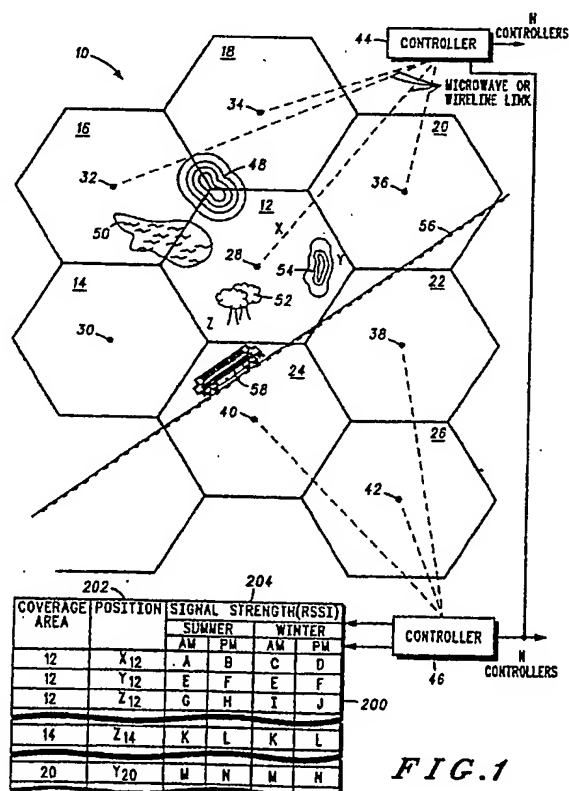 N
CONTROLLERS
44
CONTROLLER
MICROWAVE OR
WIRELINE LINK
10
18
34
16
48
20
32
12
36
50
X
56
28
54
Y
14
52
22
30
Z
38
58
24
40
26
42
202
204
COVERAGE AREA POSITION SIGNAL STRENGTH(RSSI)
SUMMER WINTER
AM PM AM PM
12 X12 A B C D
12 Y12 E F E F
12 Z12 G H I J
200
14 Z14 K L K L
20 Y20 M N M N
CONTROLLER
46
N
CONTROLLERS
FIG.1